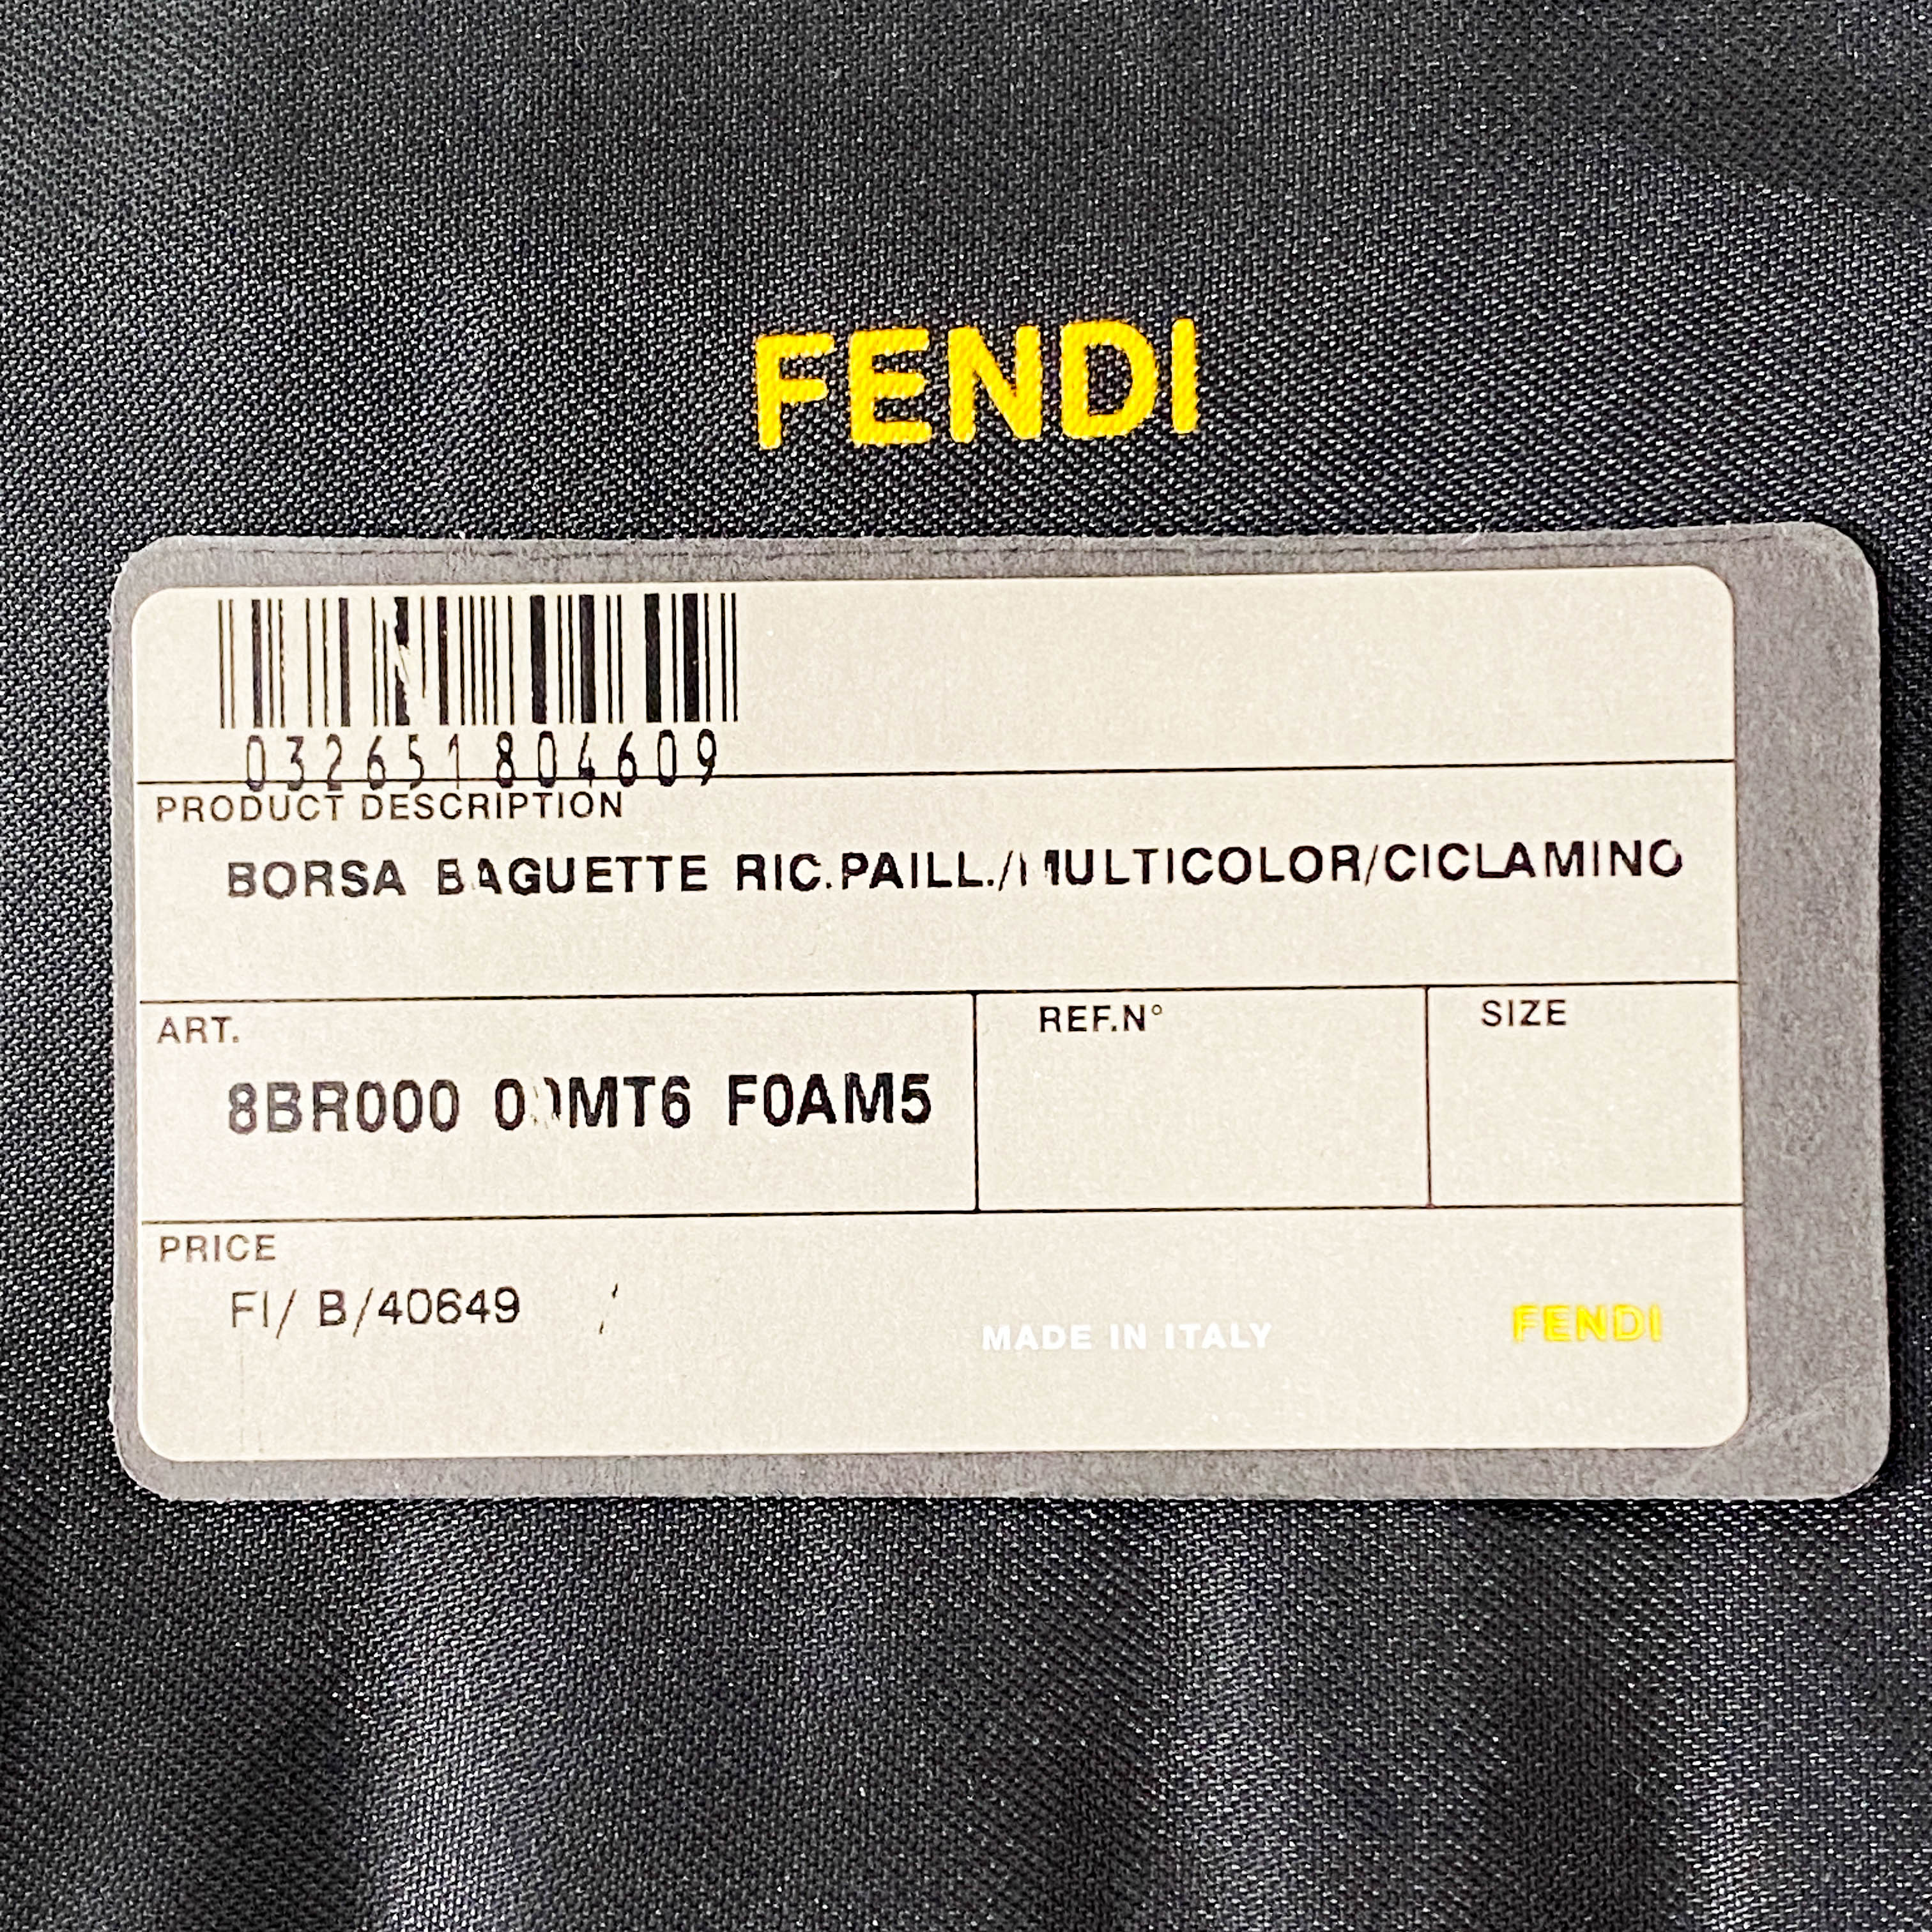 FENDI
032651804609
PRODUCT DESCRIPTION
BORSA BAGUETTE RIC.PAILL./MULTICOLOR/CICLAMINO
ART.
REF.N°
SIZE
8BR000 00MT6 F0AM5
PRICE
FI/ B/40649 /
MADE IN ITALY
FENDI